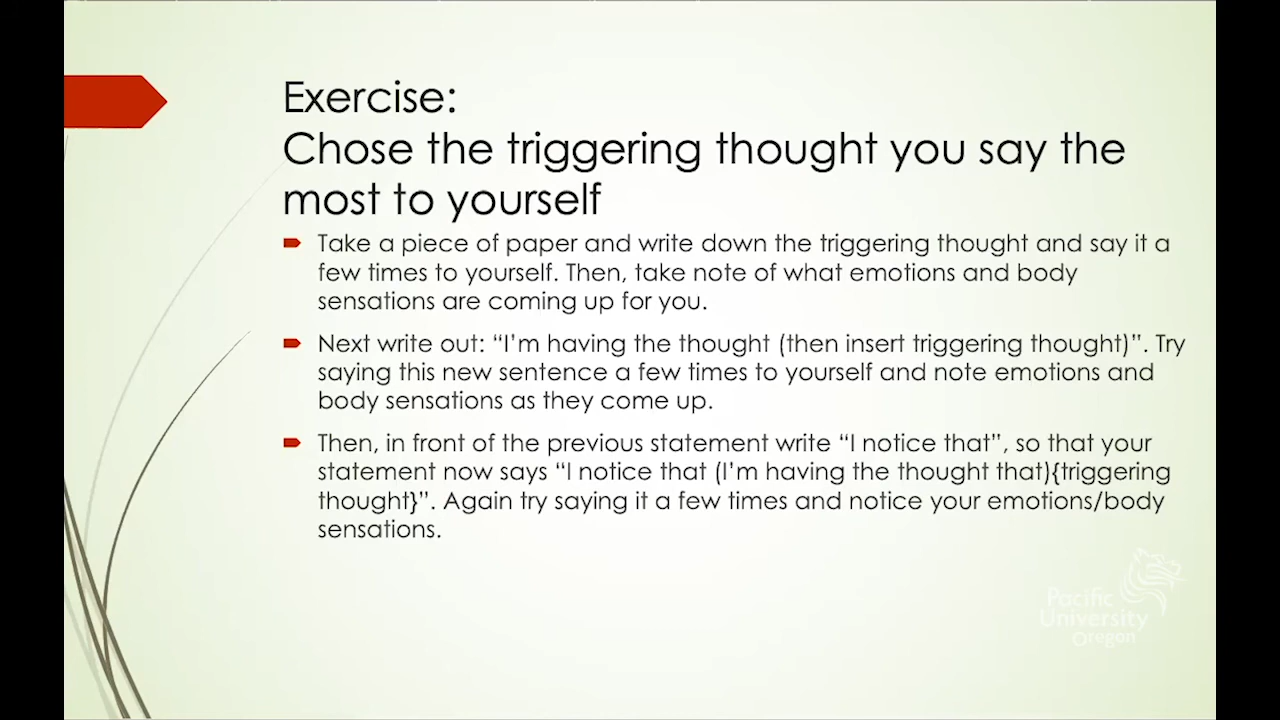 Exercise:
Chose the triggering thought you say the
most to yourself
Take a piece of paper and write down the triggering thought and say it a
few times to yourself. Then, take note of what emotions and body
sensations are coming up for you.
Next write out: “I’m having the thought (then insert triggering thought)”. Try
saying this new sentence a few times to yourself and note emotions and
body sensations as they come up.
Then, in front of the previous statement write “I notice that”, so that your
statement now says “I notice that (I’m having the thought that){triggering
thought}”. Again try saying it a few times and notice your emotions/body
sensations.
Pacific
University
Oregon